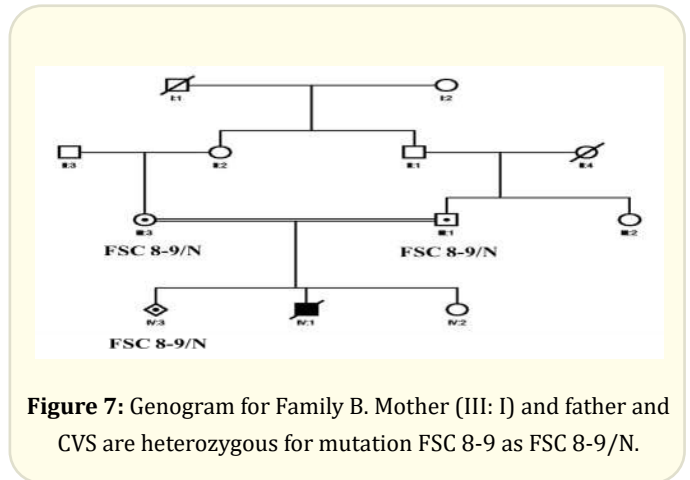 I:1 I:2
II:3 II:2 II:1 II:4
III:3 III:1 III:2
FSC 8-9/N FSC 8-9/N
IV:3 IV:1 IV:2
FSC 8-9/N
Figure 7: Genogram for Family B. Mother (III: I) and father and
CVS are heterozygous for mutation FSC 8-9 as FSC 8-9/N.